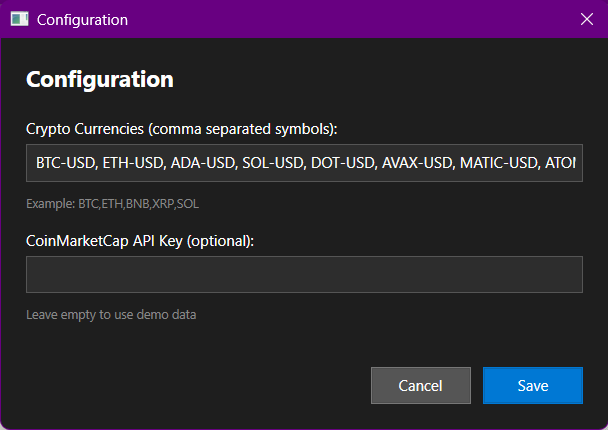 Configuration
Configuration
Crypto Currencies (comma separated symbols):
BTC-USD, ETH-USD, ADA-USD, SOL-USD, DOT-USD, AVAX-USD, MATIC-USD,
Example: BTC,ETH,BNB,XRP,SOL
CoinMarketCap API Key (optional):
Leave empty to use demo data
Cancel Save